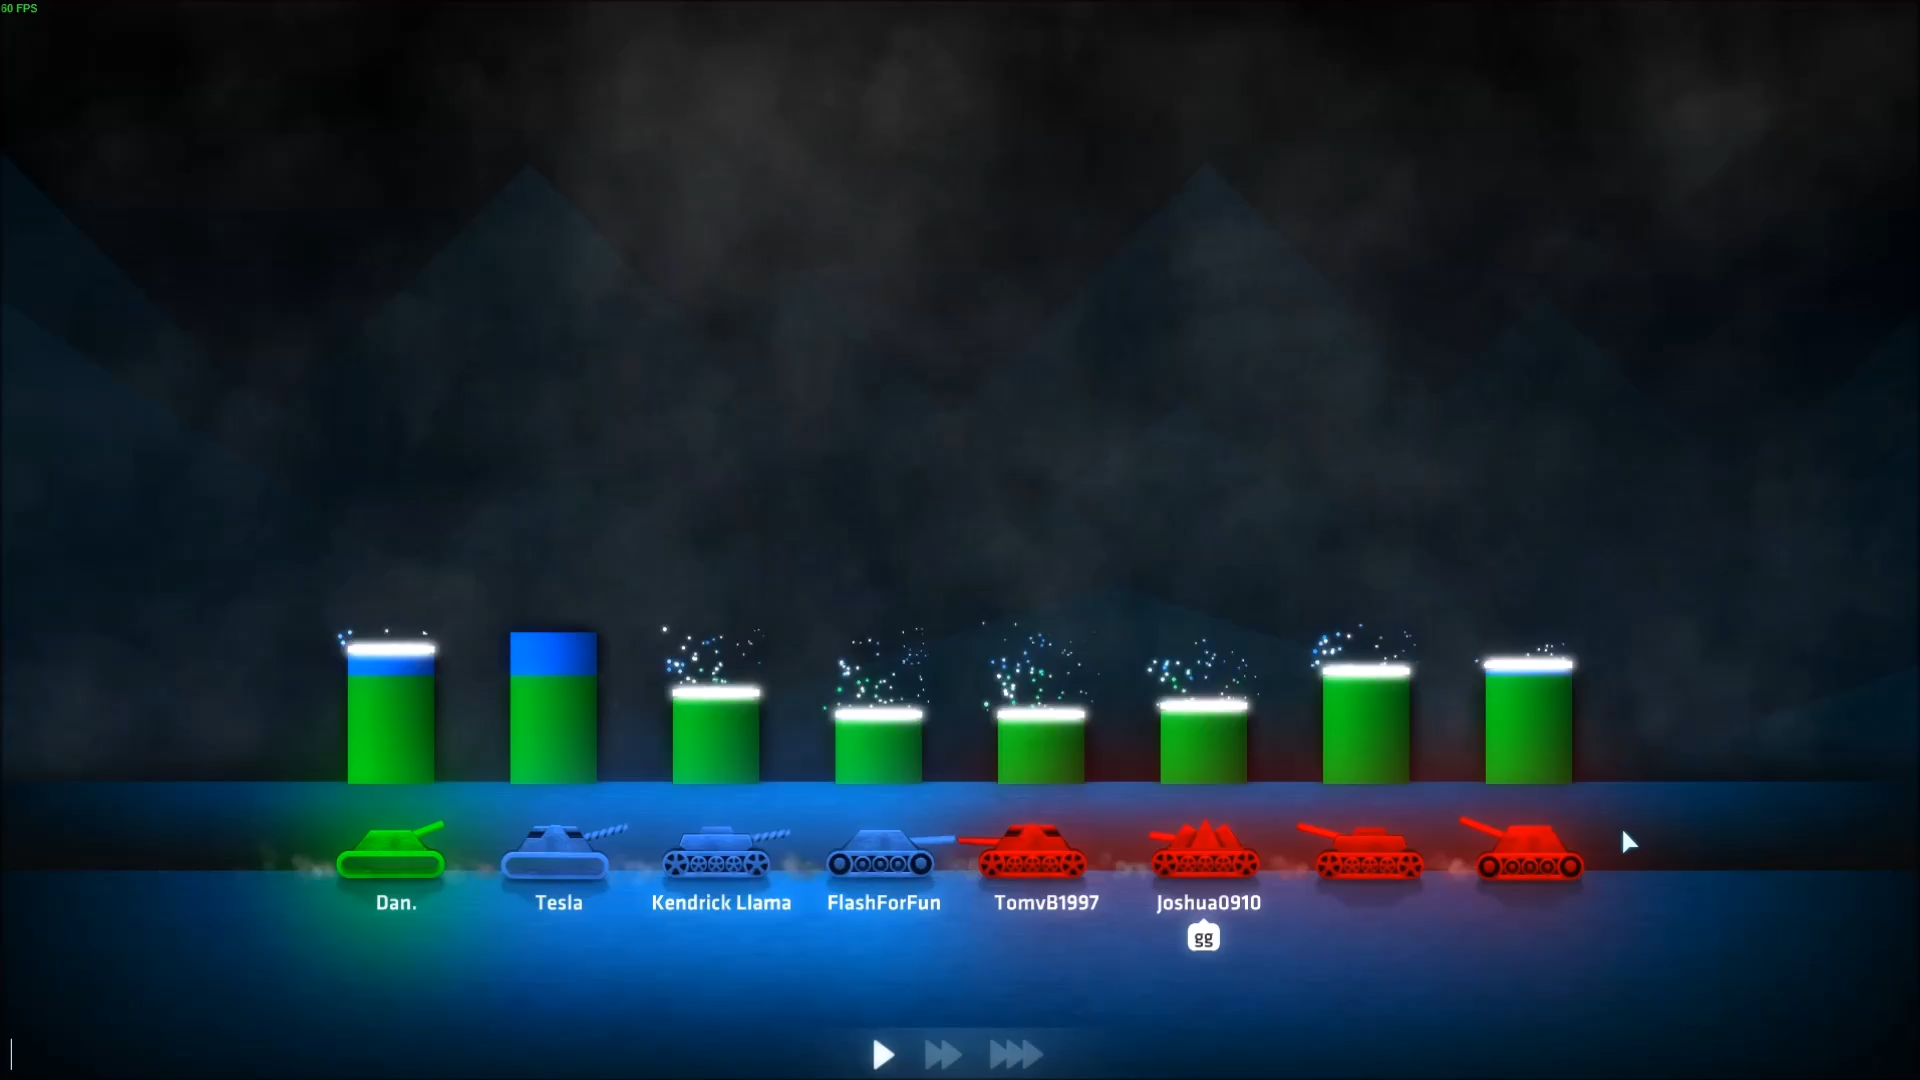 60 FPS
Dan.
Tesla
Kendrick Llama
FlashForFun
TomvB1997
Joshua0910
gg